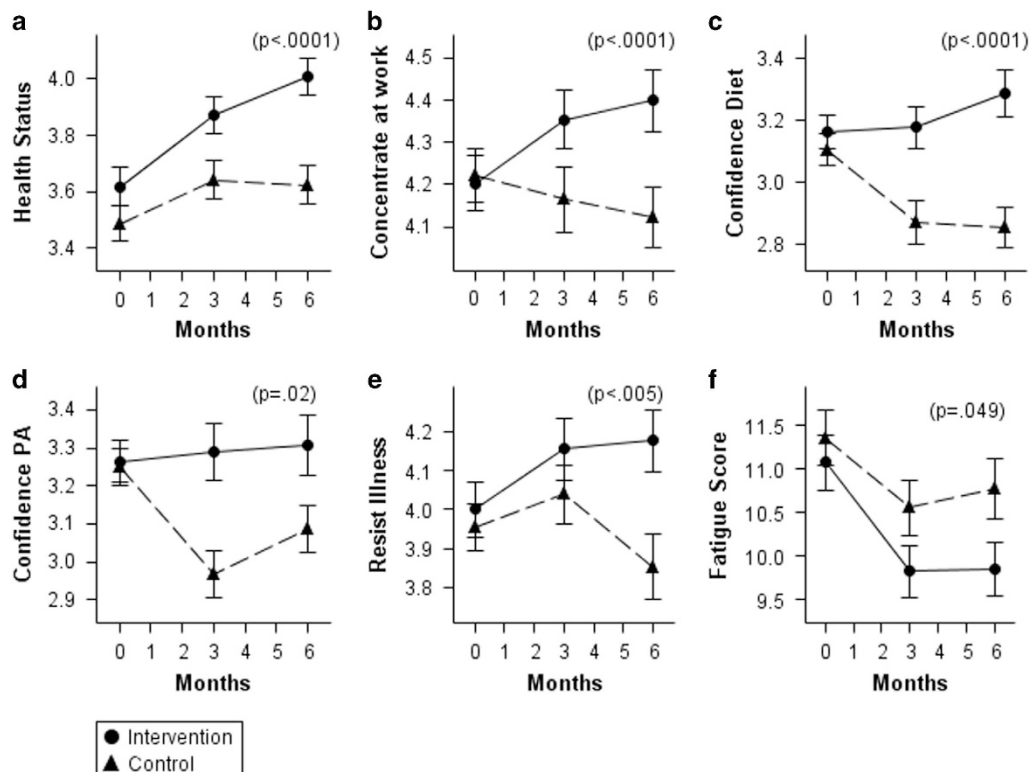 a
(p<.0001)
Health Status
4.0
3.8
3.6
3.4
0 1 2 3 4 5 6
Months
b
(p<.0001)
Concentrate at work
4.5
4.4
4.3
4.2
4.1
0 1 2 3 4 5 6
Months
c
(p<.0001)
Confidence Diet
3.4
3.2
3.0
2.8
0 1 2 3 4 5 6
Months
d
(p=.02)
Confidence PA
3.4
3.3
3.2
3.1
3.0
2.9
0 1 2 3 4 5 6
Months
e
(p<.005)
Resist Illness
4.2
4.1
4.0
3.9
3.8
0 1 2 3 4 5 6
Months
f
(p=.049)
Fatigue Score
11.5
11.0
10.5
10.0
9.5
0 1 2 3 4 5 6
Months
Intervention
Control